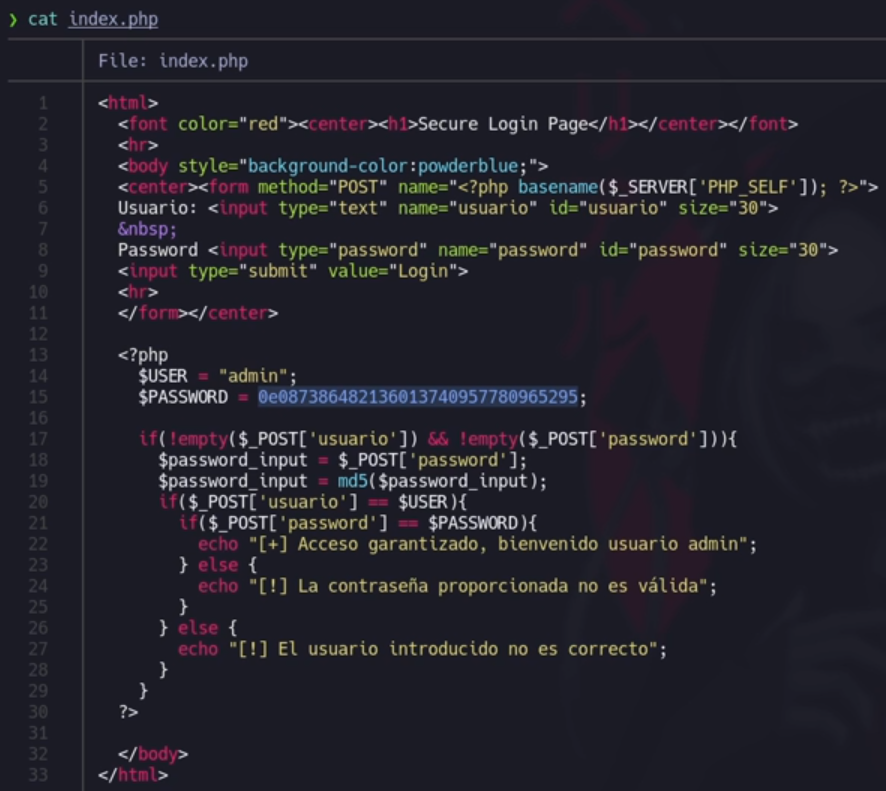 ❯ cat index.php
File: index.php
1 <html>
2 <font color="red"><center><h1>Secure Login Page</h1></center></font>
3 <hr>
4 <body style="background-color:powderblue;">
5 <center><form method="POST" name="<?php basename($_SERVER['PHP_SELF']); ?>">
6 Usuario: <input type="text" name="usuario" id="usuario" size="30">
7 &nbsp;
8 Password <input type="password" name="password" id="password" size="30">
9 <input type="submit" value="Login">
10 <hr>
11 </form></center>
12
13 <?php
14 $USER = "admin";
15 $PASSWORD = 0e087386482136013740957780965295;
16
17 if(!empty($_POST['usuario']) && !empty($_POST['password'])){
18 $password_input = $_POST['password'];
19 $password_input = md5($password_input);
20 if($_POST['usuario'] == $USER){
21 if($_POST['password'] == $PASSWORD){
22 echo "[+] Acceso garantizado, bienvenido usuario admin";
23 } else {
24 echo "[!] La contraseña proporcionada no es válida";
25 }
26 } else {
27 echo "[!] El usuario introducido no es correcto";
28 }
29 }
30 ?>
31
32 </body>
33 </html>